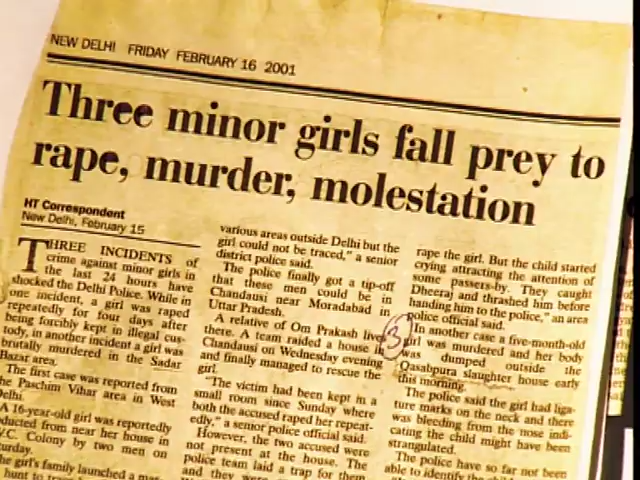 NEW DELHI FRIDAY FEBRUARY 16 2001
Three minor girls fall prey to
rape, murder, molestation
HT Correspondent
New Delhi, February 15
THREE INCIDENTS of
crime against minor girls in
the last 24 hours have
shocked the Delhi Police. While in
one incident, a girl was raped
repeatedly for four days after
being forcibly kept in illegal cus-
tody, in another incident a girl was
brutally murdered in the Sadar
Bazar area.
The first case was reported from
the Paschim Vihar area in West
Delhi.
A 16-year-old girl was reportedly
ducted from near her house in
C. Colony by two men on
urday.
he girl's family launched a
hunt to
various areas outside Delhi but the
girl could not be traced," a senior
district police said.
The police finally got a tip-off
that these men could be in
Chandausi near Moradabad in
Uttar Pradesh.
A relative of Om Prakash lives
there. A team raided a house in
Chandausi on Wednesday evening
and finally managed to rescue the
girl.
"The victim had been kept in a
small room since Sunday where
both the accused raped her repeat-
edly," a senior police official said.
However, the two accused were
not present at the house. The
police team laid a trap for them
and they were
rape the girl. But the child started
crying attracting the attention of
some passers-by. They caught
Dheeraj and thrashed him before
handing him to the police," an area
police official said.
3
In another case a five-month-old
girl was murdered and her body
was dumped outside the
Qasabpura slaughter house early
this morning.
The police said the girl had liga-
ture marks on the neck and there
was bleeding from the nose indi-
cating the child might have been
strangulated.
The police have so far not been
able to identify the